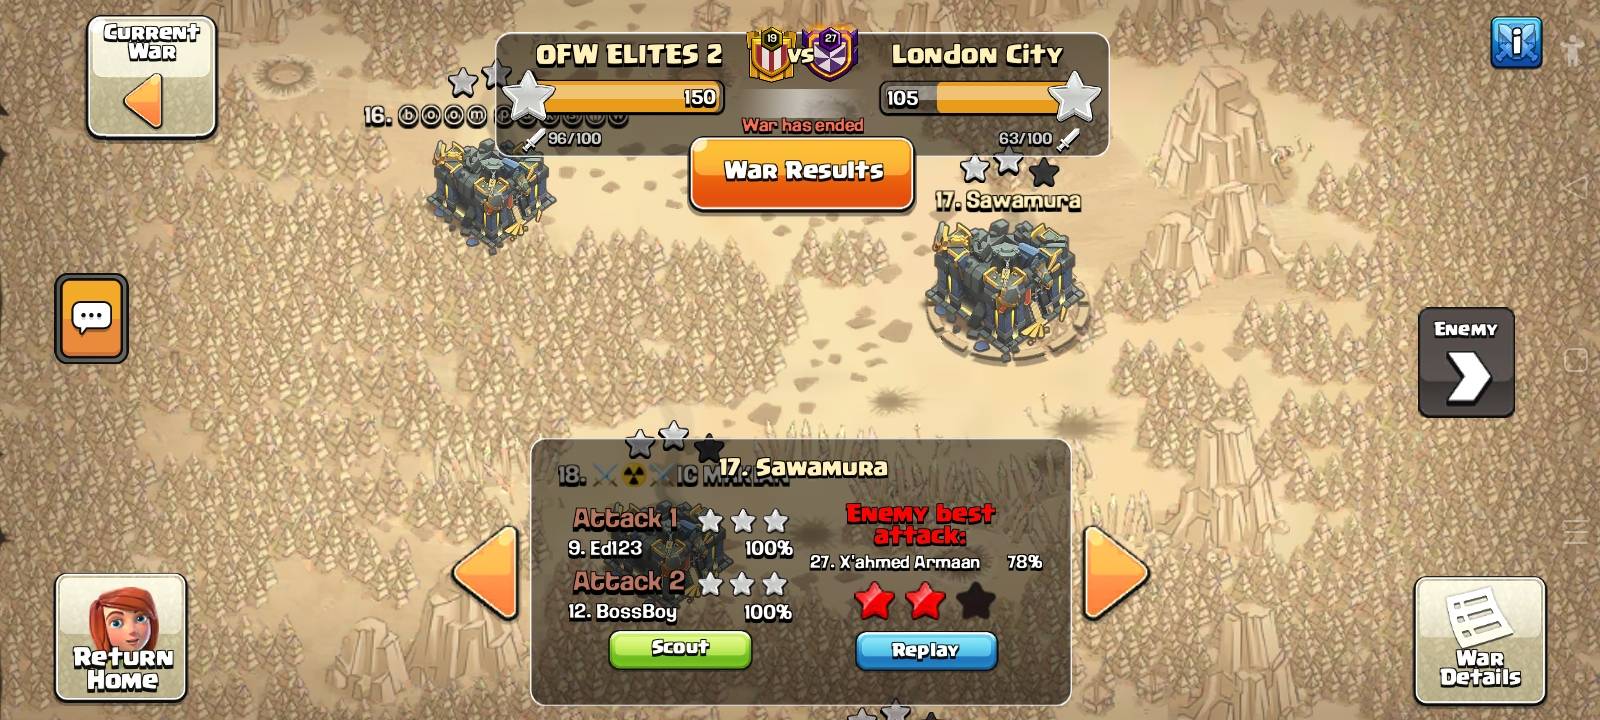 Current
War
OFW ELITES 2
19
vs
27
London City
150
105
16. ⓑⓞⓞⓜ
War has ended
96/100
63/100
War Results
17. Sawamura
Enemy
18.
17. Sawamura
Attack 1
9. Ed123
100%
Attack 2
12. BossBoy
100%
Scout
Enemy best
attack:
27. X'ahmed Armaan
78%
Replay
Return
Home
War
Details